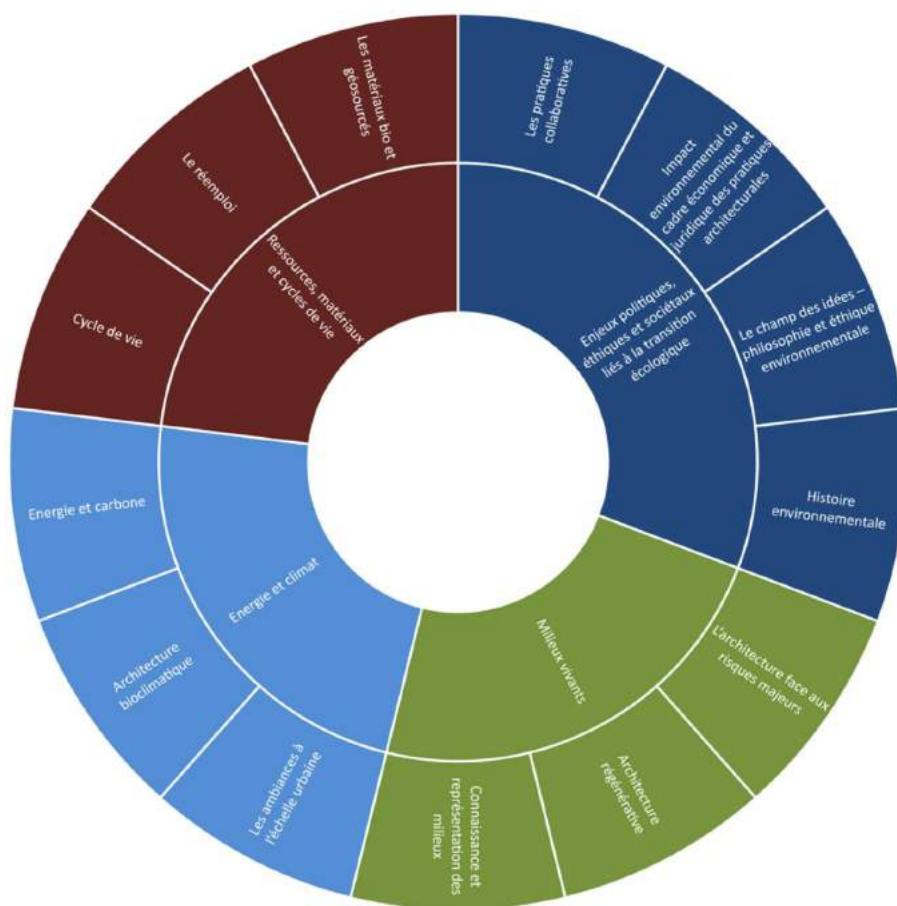 Les pratiques
collaboratives
Impact
environnemental du
cadre économique et
juridique des pratiques
architecturales
Le champ des idées –
philosophie et éthique
environnementale
Histoire
environnementale
Enjeux politiques,
éthiques et sociétaux
liés à la transition
écologique
L'architecture face aux
risques majeurs
Architecture
régénérative
Connaissance et
représentation des
milieux
Milieux vivants
Les ambiances à
l'échelle urbaine
Architecture
bioclimatique
Energie et carbone
Energie et climat
Cycle de vie
Le réemploi
Les matériaux bio et
géosourcés
Ressources, matériaux
et cycles de vie